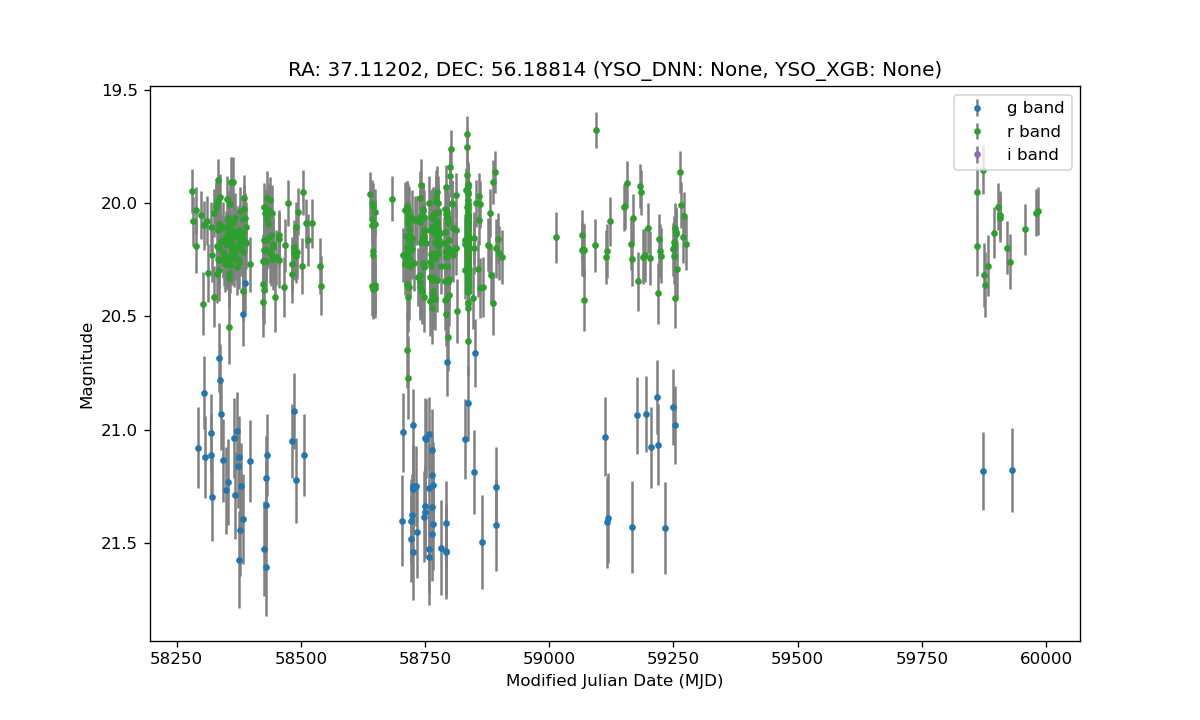 RA: 37.11202, DEC: 56.18814 (YSO_DNN: None, YSO_XGB: None)
g band
r band
i band
19.5
20.0
20.5
21.0
21.5
Magnitude
58250 58500 58750 59000 59250 59500 59750 60000
Modified Julian Date (MJD)